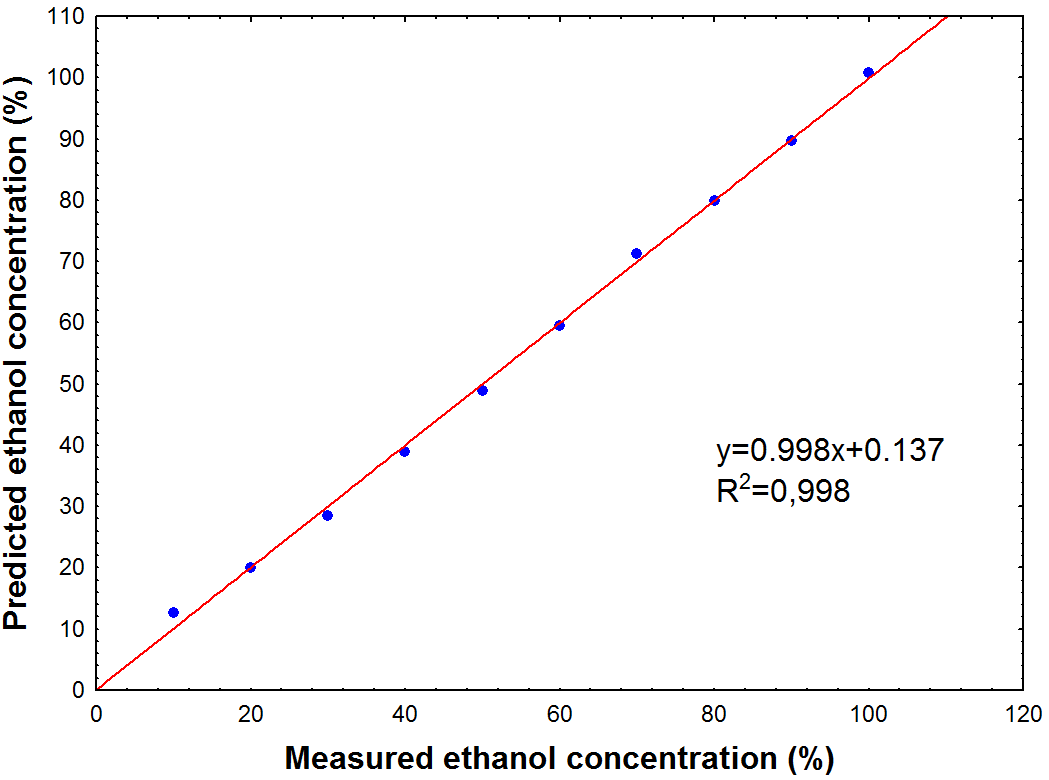 110
100
90
80
70
60
50
40
30
20
10
0
Predicted ethanol concentration (%)
y=0.998x+0.137
R²=0,998
0 20 40 60 80 100 120
Measured ethanol concentration (%)